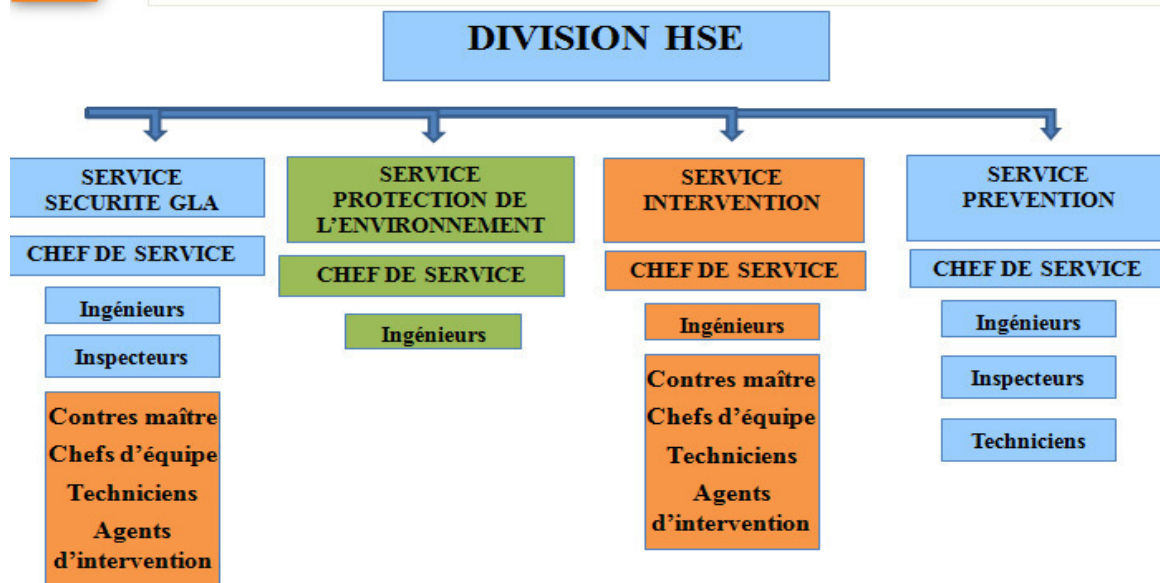 DIVISION HSE
SERVICE
SECURITE GLA
CHEF DE SERVICE
Ingénieurs
Inspecteurs
Contres maître
Chefs d'équipe
Techniciens
Agents
d'intervention
SERVICE
PROTECTION DE
L'ENVIRONNEMENT
CHEF DE SERVICE
Ingénieurs
SERVICE
INTERVENTION
CHEF DE SERVICE
Ingénieurs
Contres maître
Chefs d'équipe
Techniciens
Agents
d'intervention
SERVICE
PREVENTION
CHEF DE SERVICE
Ingénieurs
Inspecteurs
Techniciens